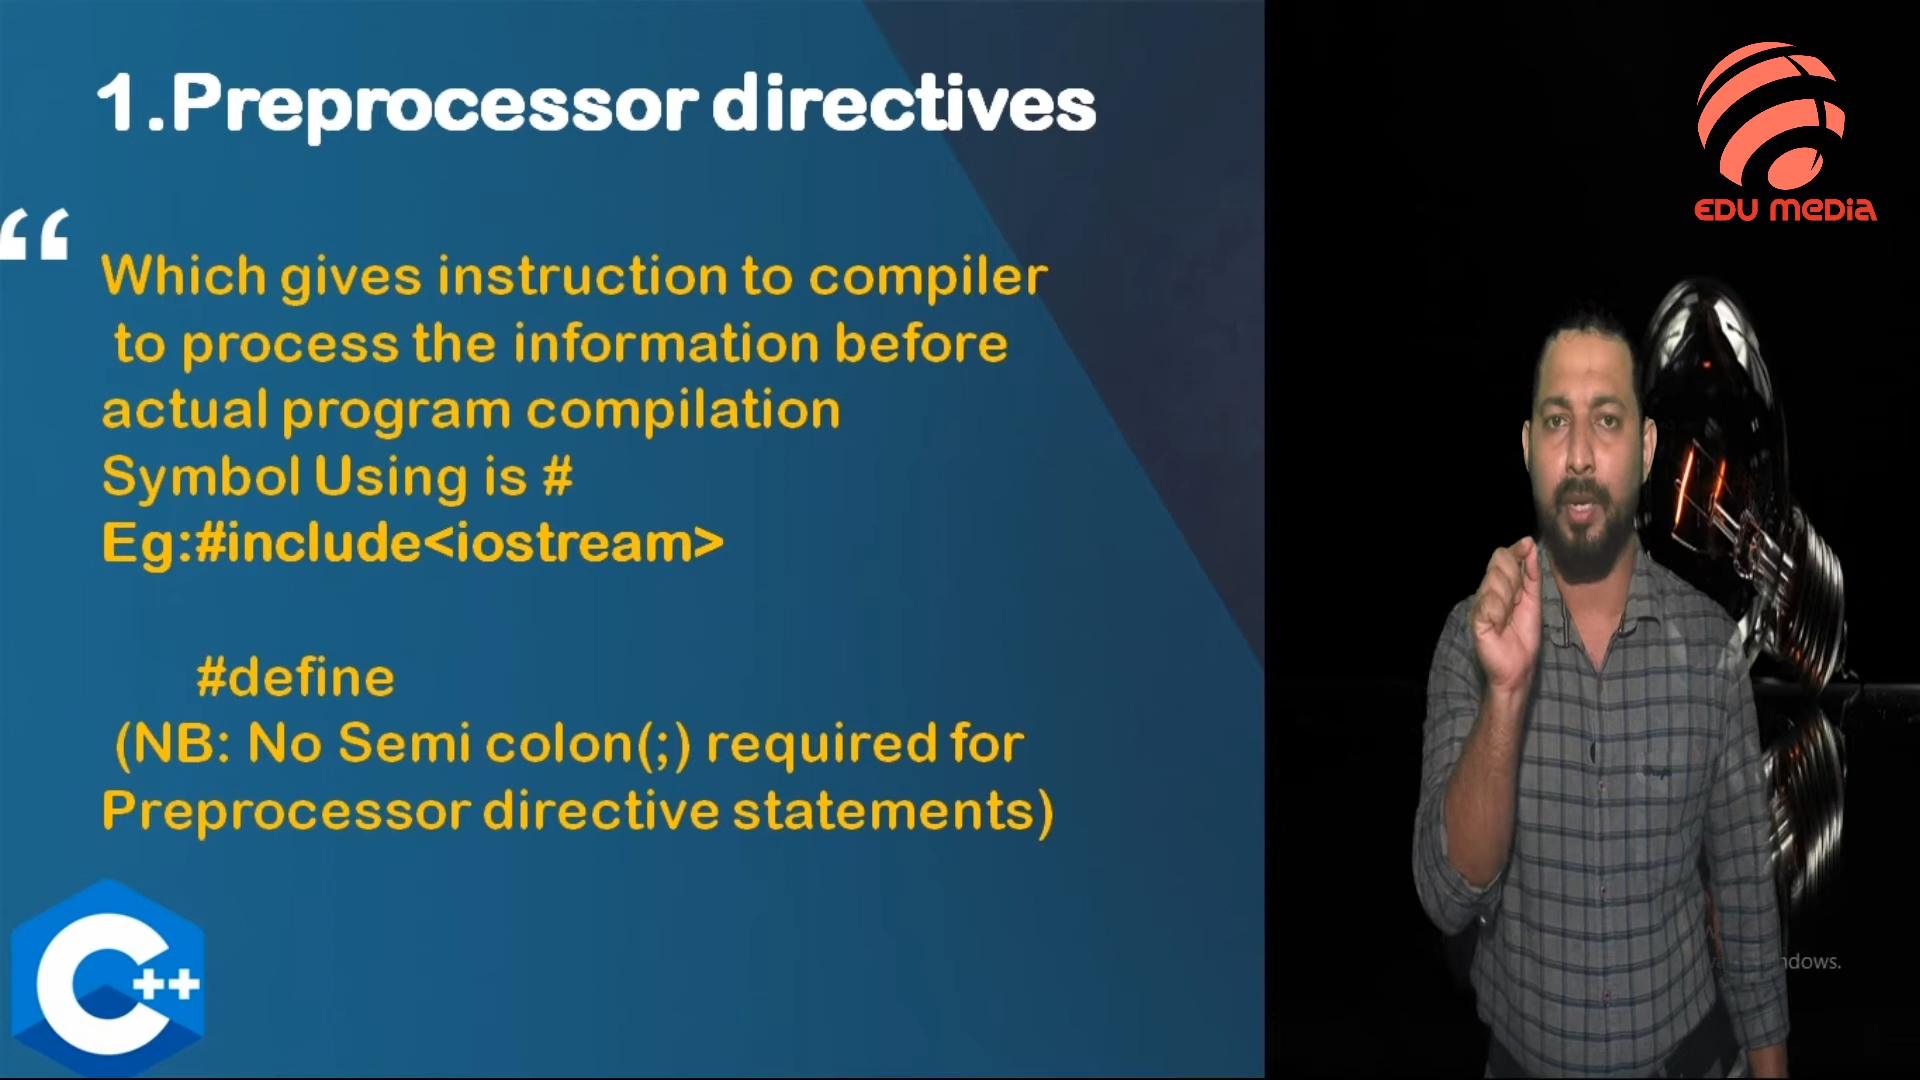 1.Preprocessor directives
“
Which gives instruction to compiler
to process the information before
actual program compilation
Symbol Using is #
Eg:#include<iostream>
#define
(NB: No Semi colon(;) required for
Preprocessor directive statements)
C++
EDU MEDIA
ndows.